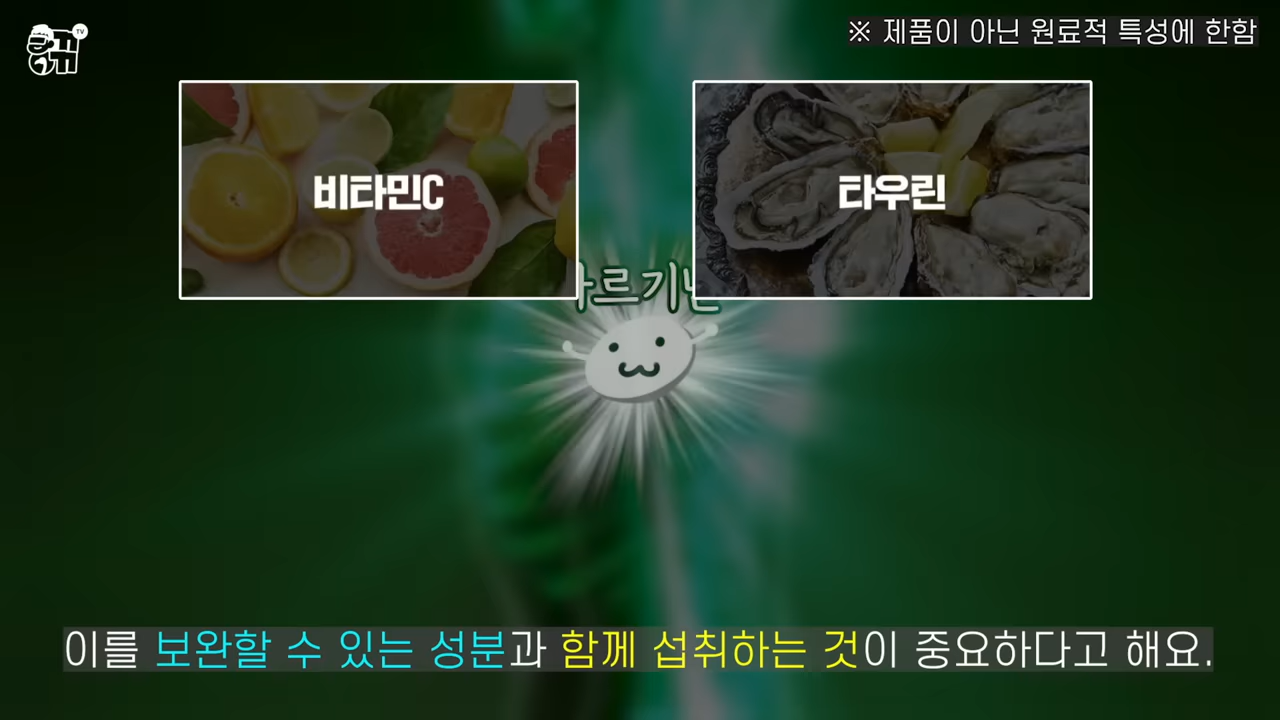 ※ 제품이 아닌 원료적 특성에 한함
TV
비타민C
타우린
이를 보완할 수 있는 성분과 함께 섭취하는 것이 중요하다고 해요.